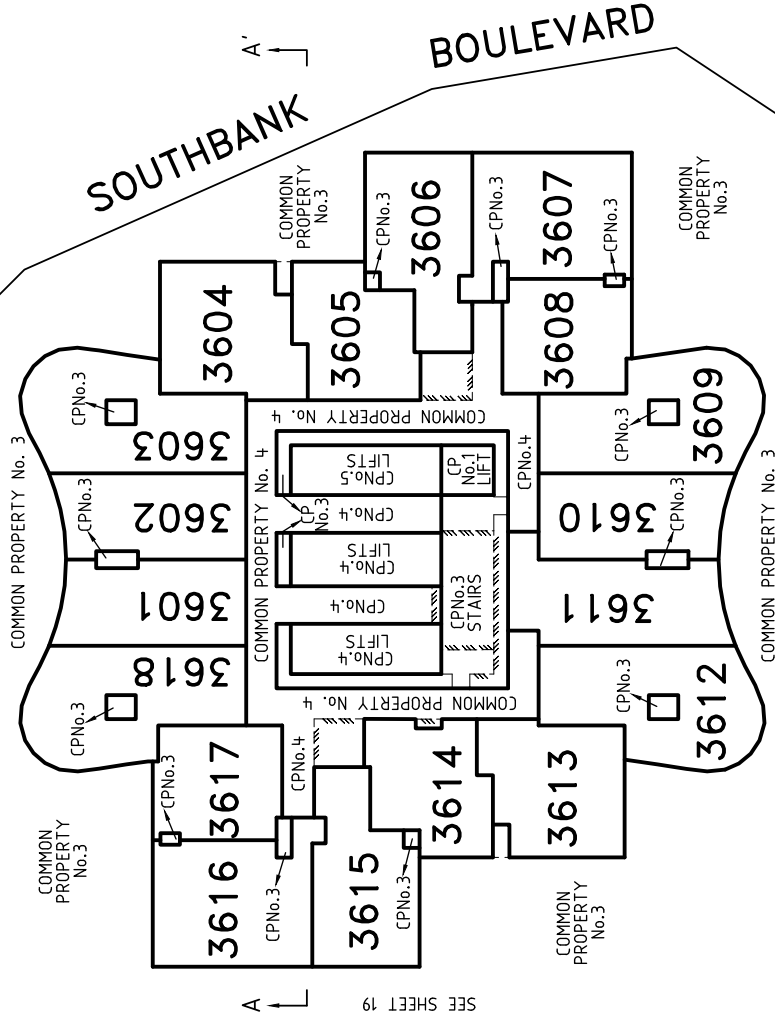 A'
BOULEVARD
SOUTHBANK
COMMON
PROPERTY
No.3
3606
CPNo.3
3607
CPNo.3
CPNo.3
COMMON
PROPERTY
No.3
3604
3605
3608
CPNo.3
3603
COMMON PROPERTY No. 4
CPNo.3
3609
COMMON PROPERTY No. 3
CPNo.3
3602
COMMON PROPERTY No. 4
CPNo.5
LIFTS
CP
No.1
LIFT
CPNo.4
CP
No.3
CPNo.4
3610
CPNo.3
COMMON PROPERTY No. 3
3601
CPNo.4
LIFTS
CPNo.4
CPNo.3
STAIRS
3611
CPNo.4
LIFTS
3618
CPNo.3
COMMON PROPERTY No. 4
CPNo.3
3612
3617
CPNo.3
CPNo.4
3614
3613
COMMON
PROPERTY
No.3
3616
CPNo.3
3615
CPNo.3
COMMON
PROPERTY
No.3
A
SEE SHEET 19